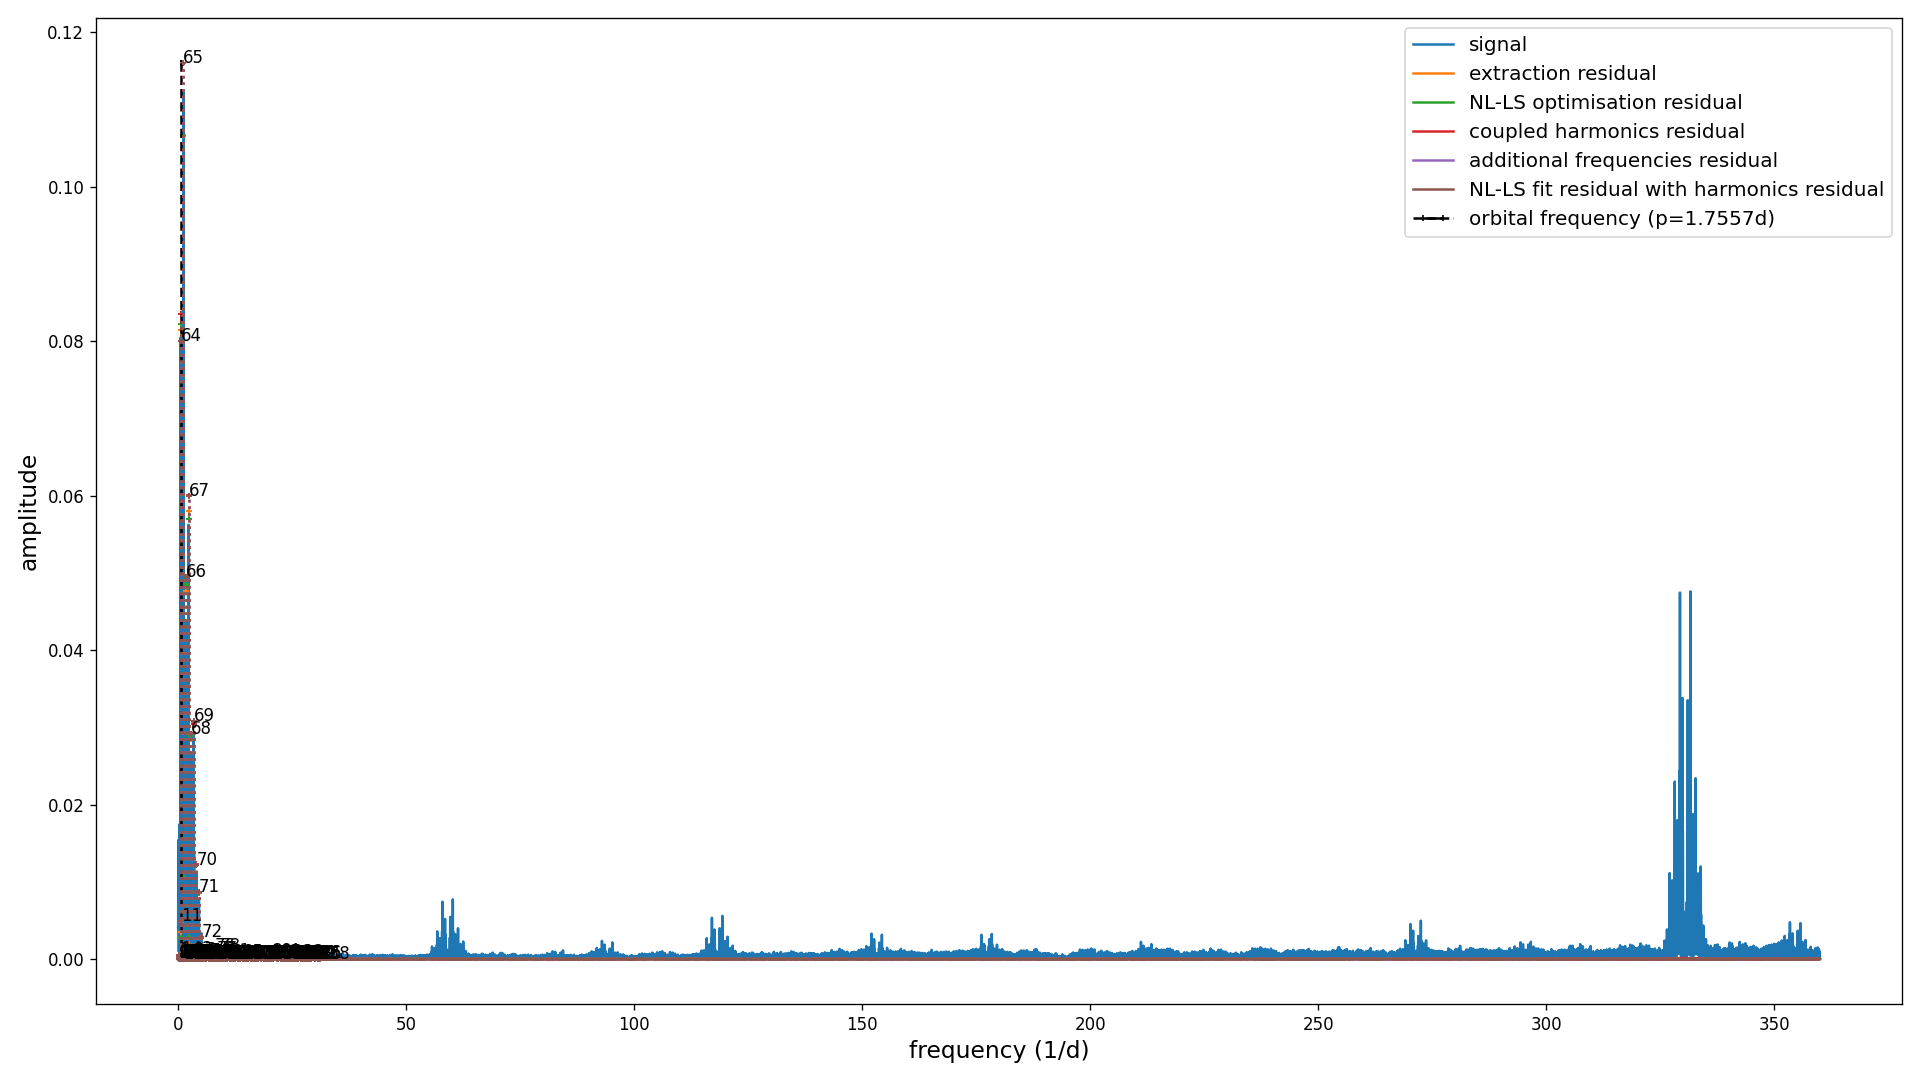 0.12
0.10
0.08
0.06
0.04
0.02
0.00
amplitude
0
50
100
150
200
250
300
350
frequency (1/d)
signal
extraction residual
NL-LS optimisation residual
coupled harmonics residual
additional frequencies residual
NL-LS fit residual with harmonics residual
orbital frequency (p=1.7557d)
65
64
67
66
69
68
70
71
11
72